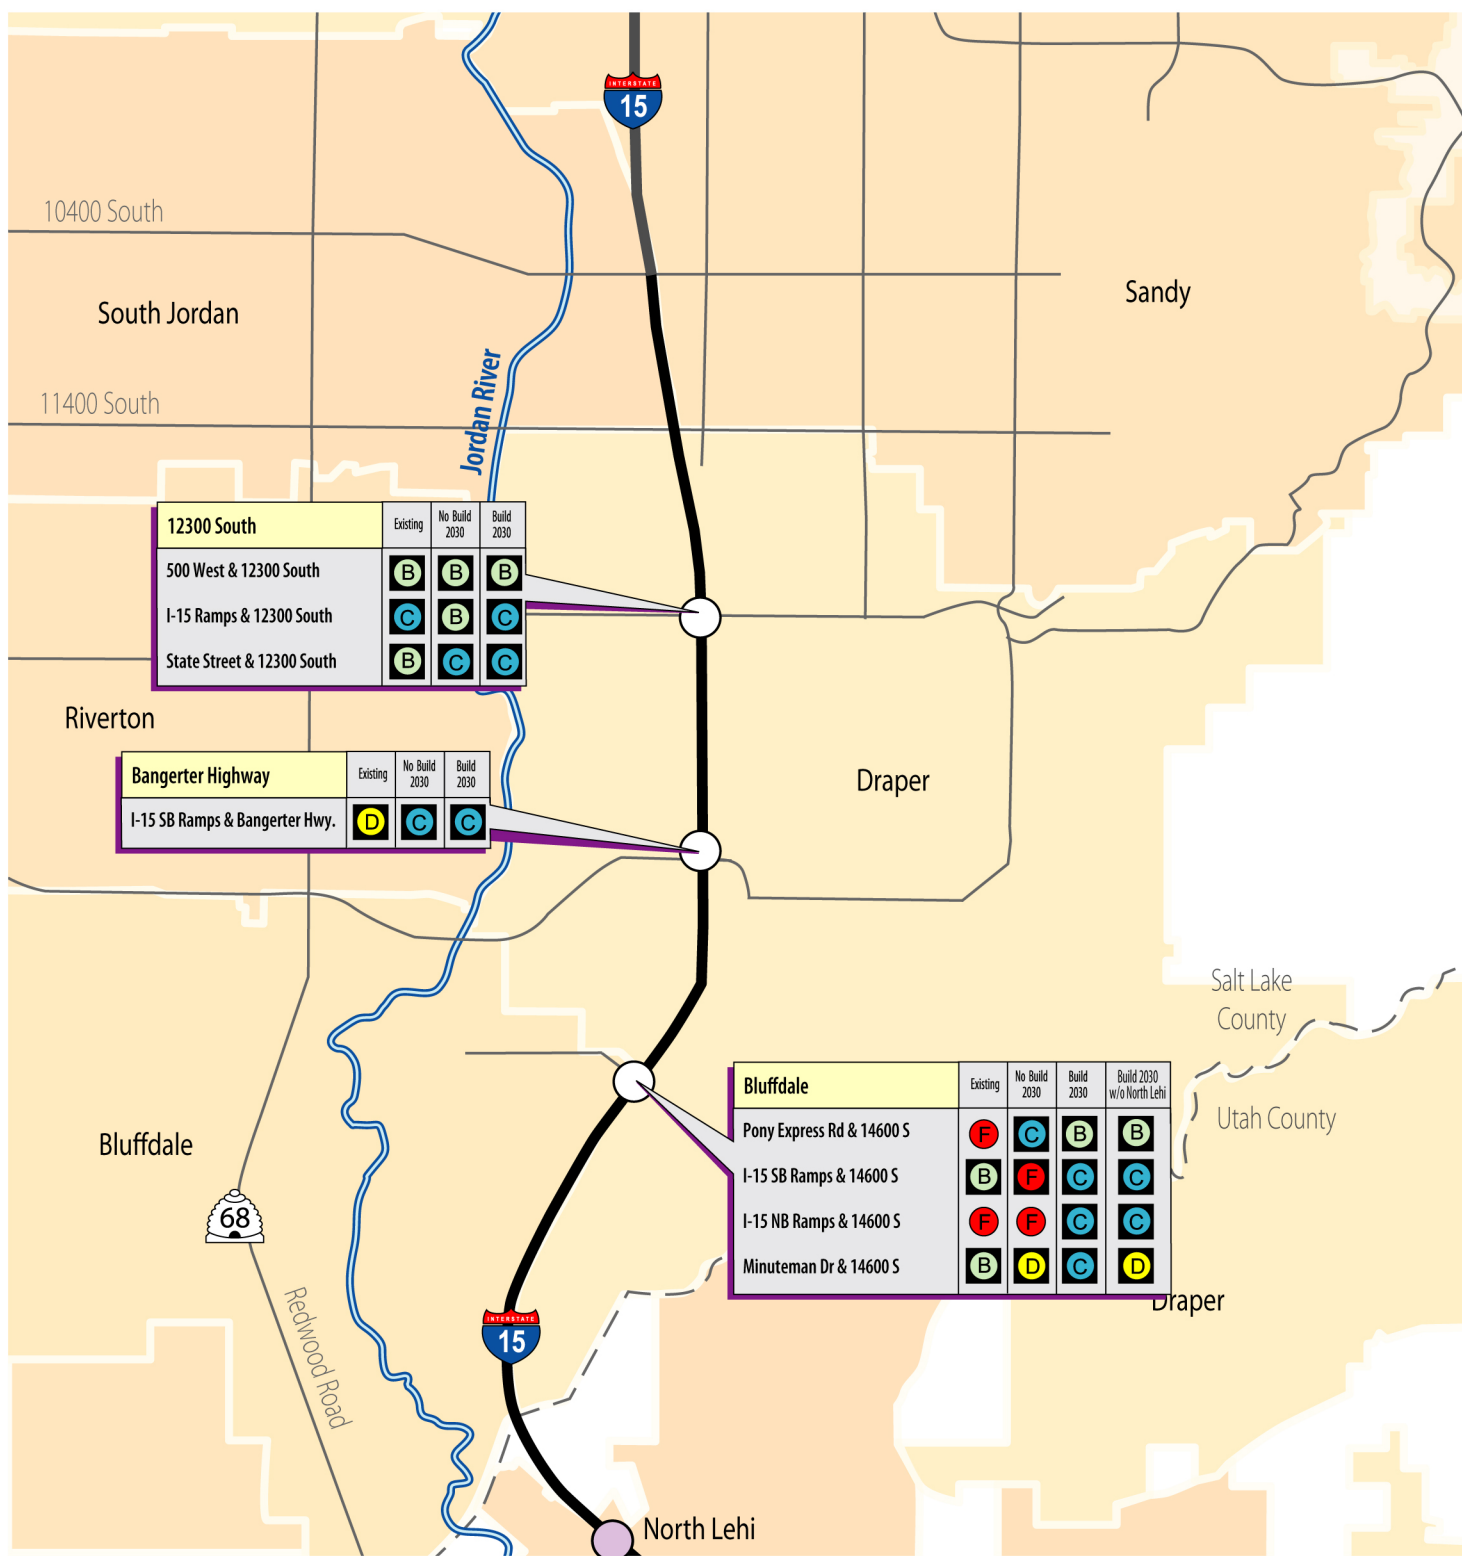 INTERSTATE
15
10400 South
Sandy
South Jordan
Jordan River
11400 South
12300 South Existing No Build 2030 Build 2030
500 West & 12300 South B B B
I-15 Ramps & 12300 South C B C
State Street & 12300 South B C C
Riverton
Bangerter Highway Existing No Build 2030 Build 2030
I-15 SB Ramps & Bangerter Hwy. D C C
Draper
Salt Lake
County
Utah County
Bluffdale Existing No Build 2030 Build 2030 Build 2030 w/o North Lehi
Pony Express Rd & 14600 S F C B B
I-15 SB Ramps & 14600 S B F C C
I-15 NB Ramps & 14600 S F F C C
Minuteman Dr & 14600 S B D C D
Bluffdale
68
Redwood Road
Draper
INTERSTATE
15
North Lehi